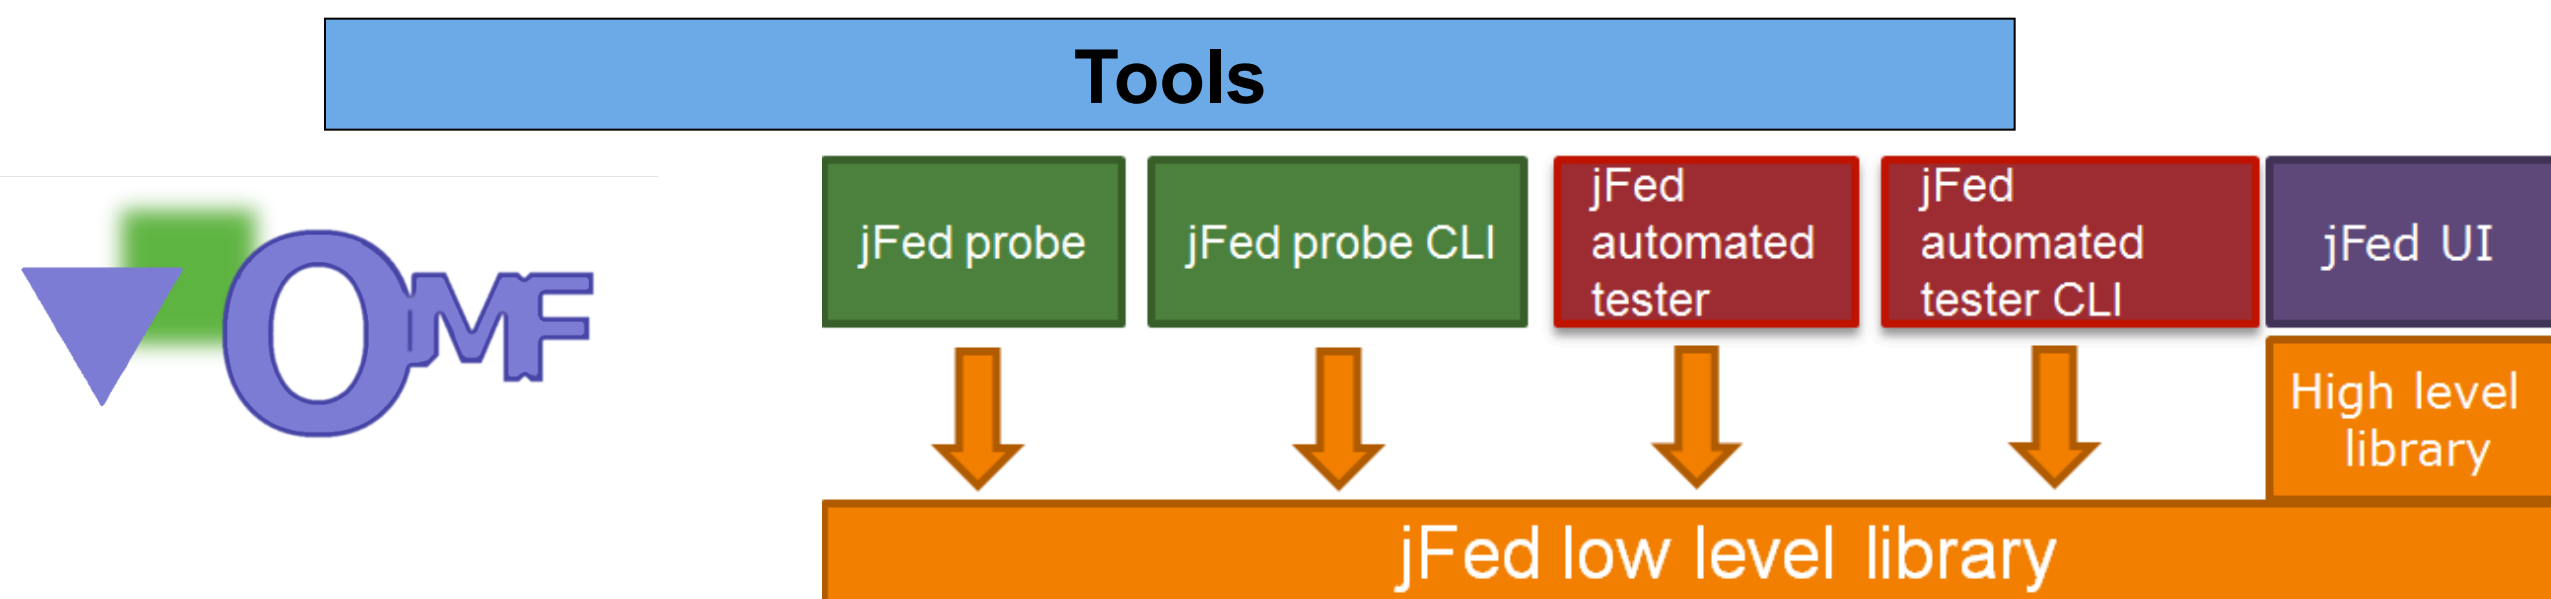 Tools
OMF
jFed probe
jFed probe CLI
jFed
automated
tester
jFed
automated
tester CLI
jFed UI
High level
library
jFed low level library